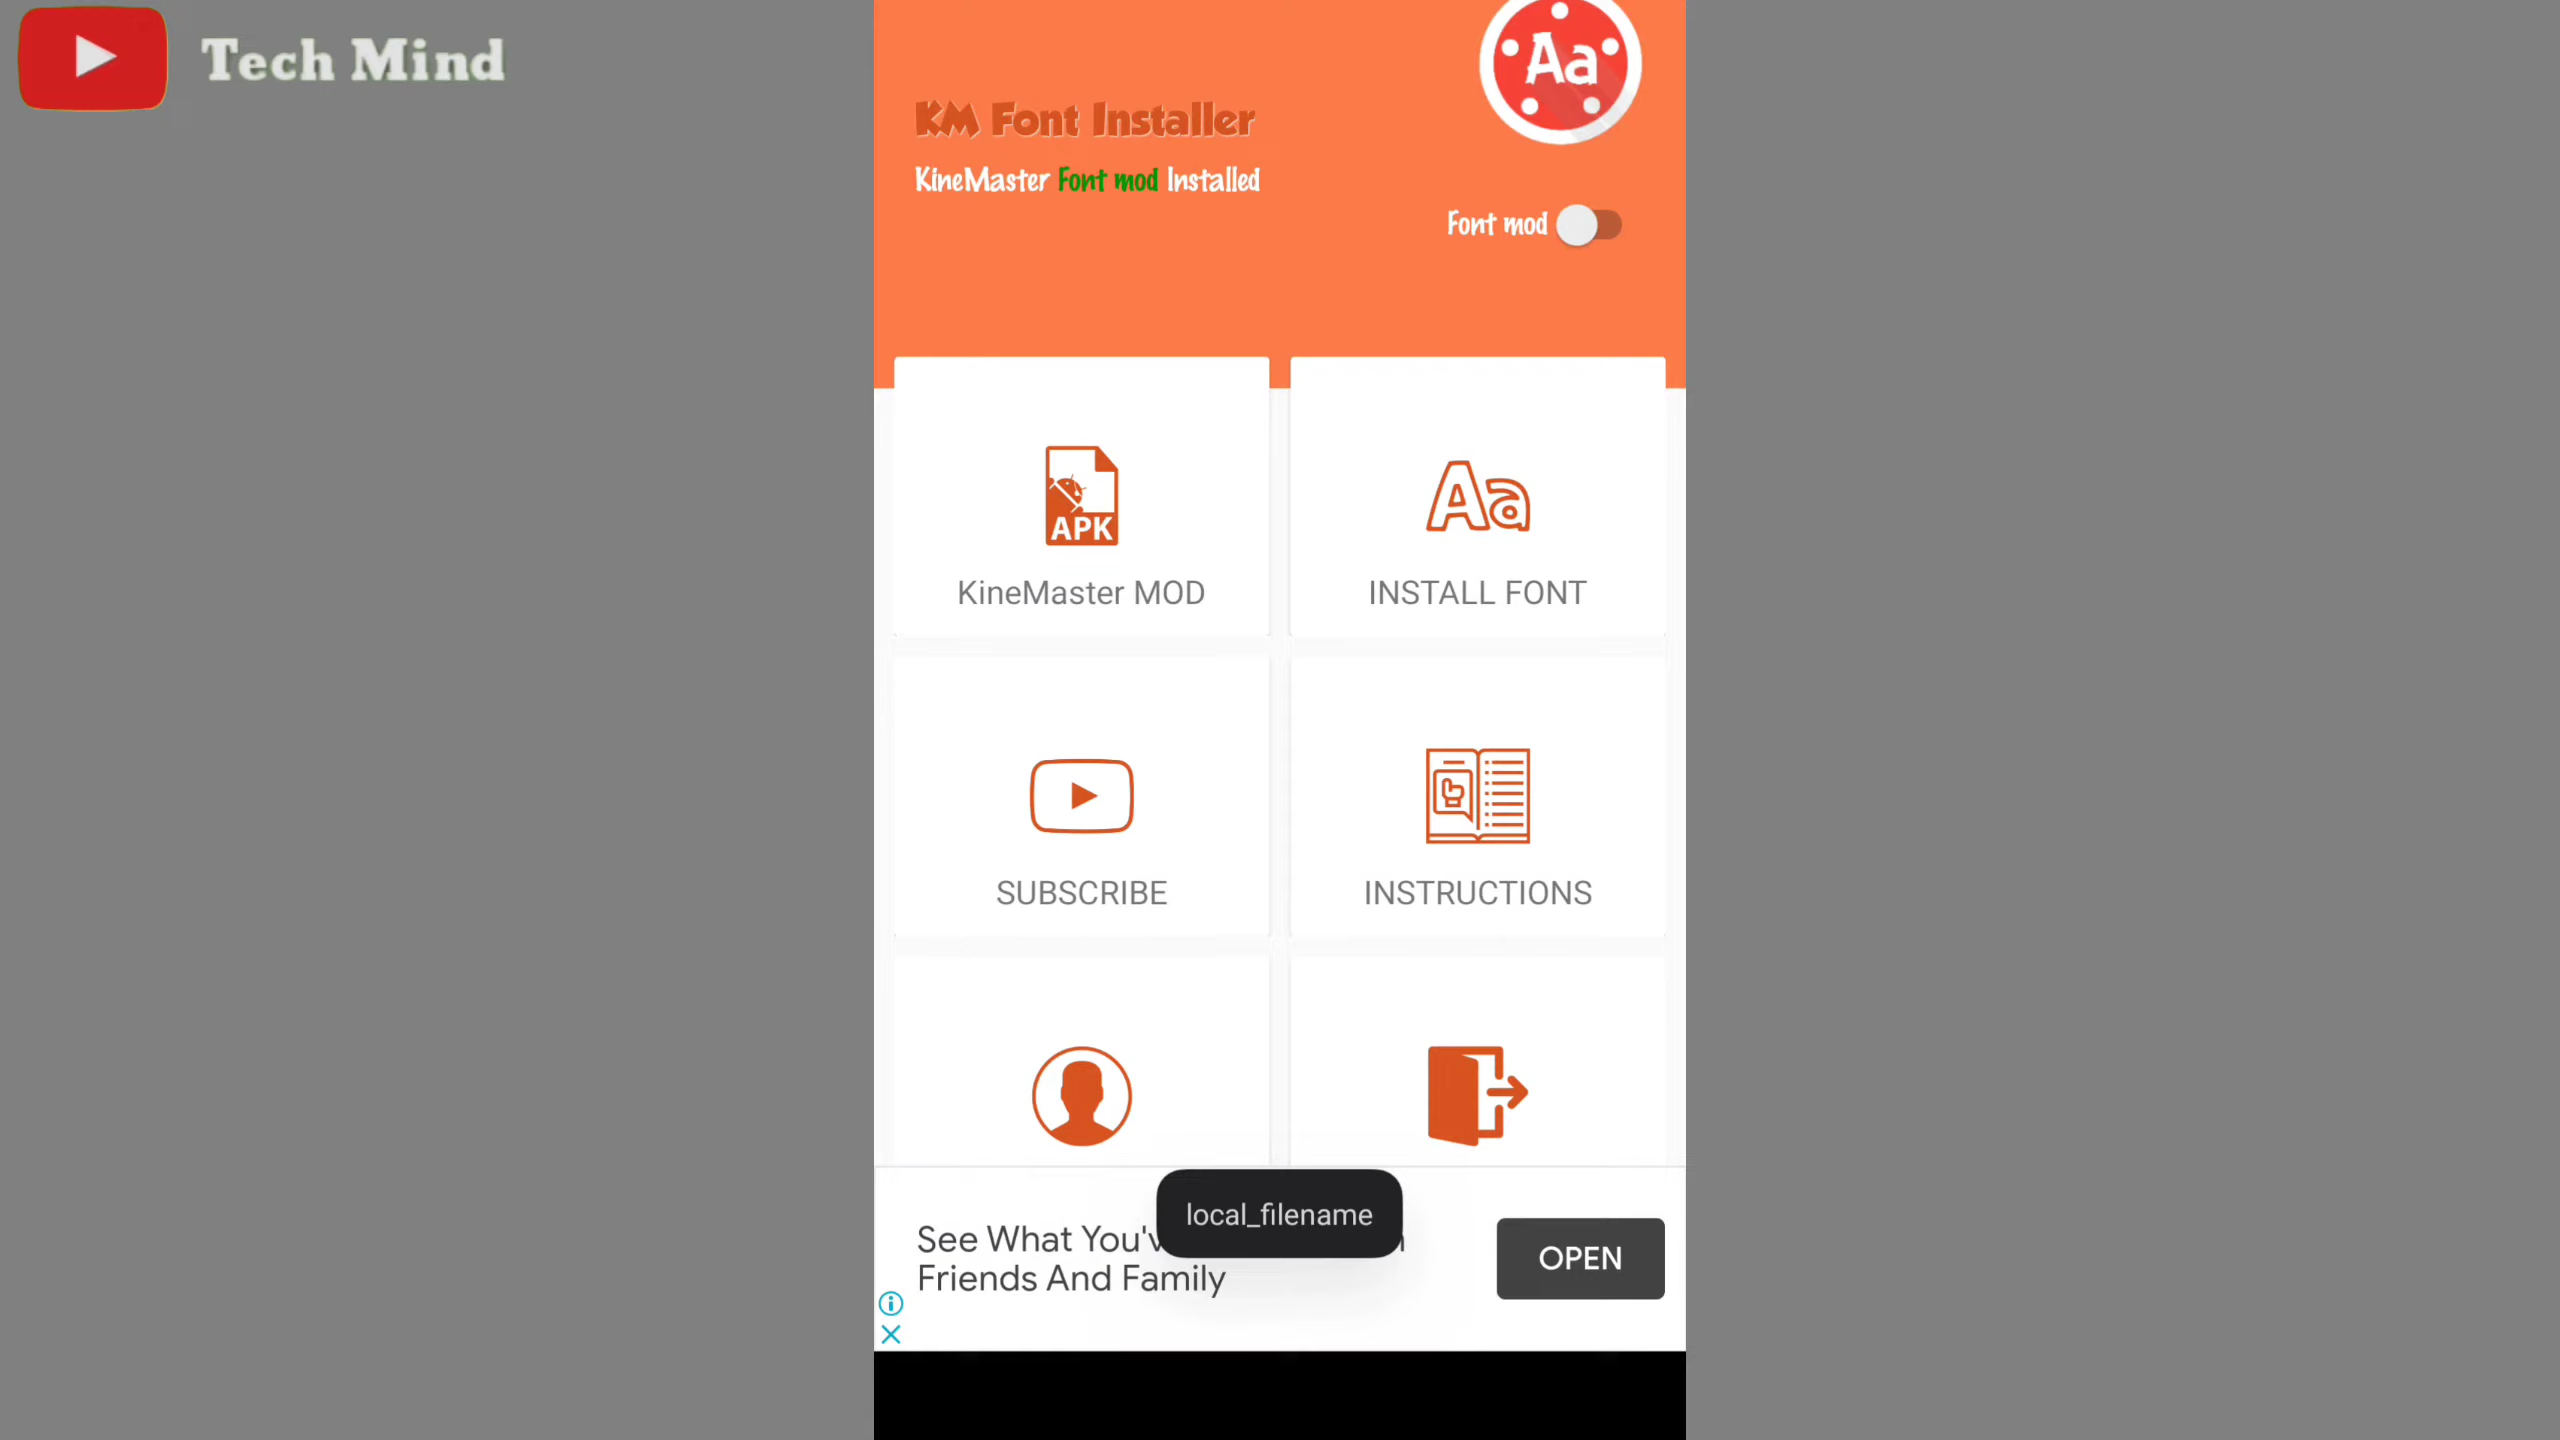 Tech Mind
Aa
KM Font Installer
KineMaster Font mod Installed
Font mod
APK
KineMaster MOD
Aa
INSTALL FONT
SUBSCRIBE
INSTRUCTIONS
local_filename
See What You'
Friends And Family
OPEN